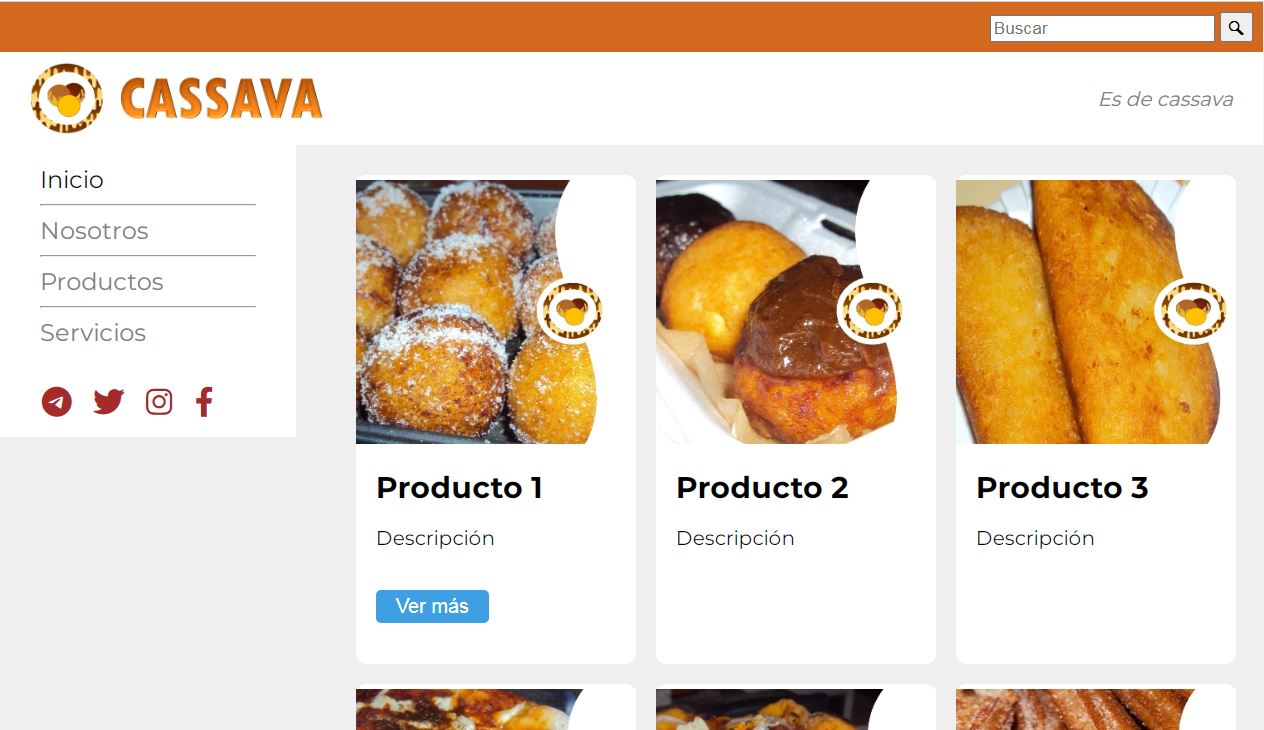 Buscar
CASSAVA
Es de cassava
Inicio
Nosotros
Productos
Servicios
Producto 1
Descripción
Ver más
Producto 2
Descripción
Producto 3
Descripción